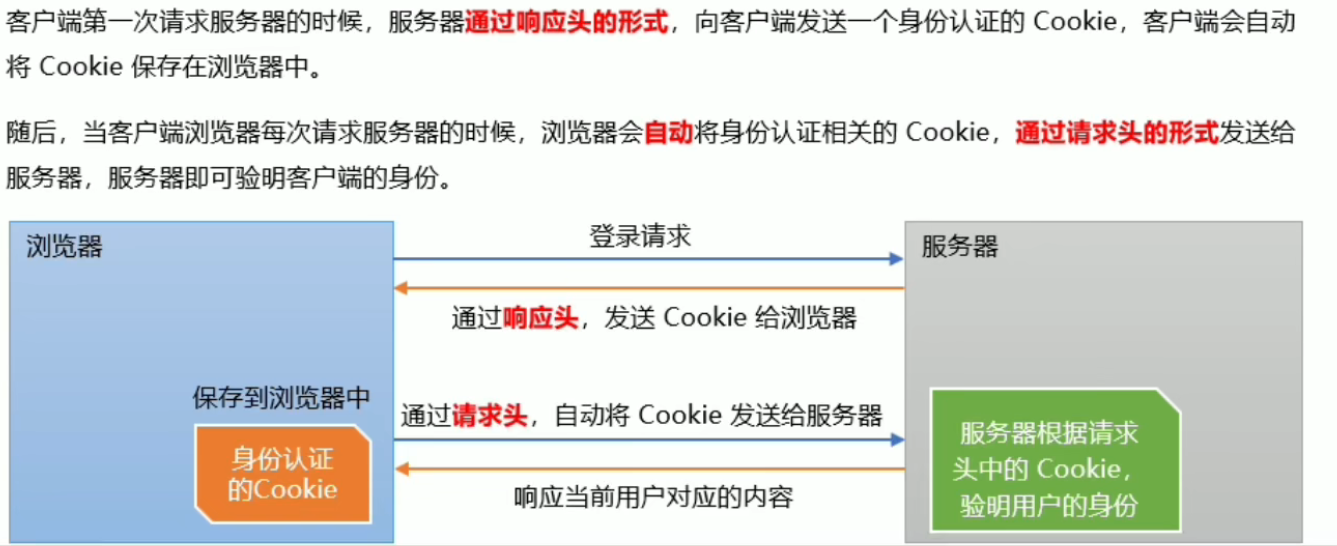 客户端第一次请求服务器的时候，服务器通过响应头的形式，向客户端发送一个身份认证的 Cookie，客户端会自动
将 Cookie 保存在浏览器中。
随后，当客户端浏览器每次请求服务器的时候，浏览器会自动将身份认证相关的 Cookie，通过请求头的形式发送给
服务器，服务器即可验明客户端的身份。
浏览器
登录请求
服务器
通过响应头，发送 Cookie 给浏览器
保存到浏览器中
通过请求头，自动将 Cookie 发送给服务器
身份认证
的Cookie
响应当前用户对应的内容
服务器根据请求
头中的 Cookie，
验明用户的身份